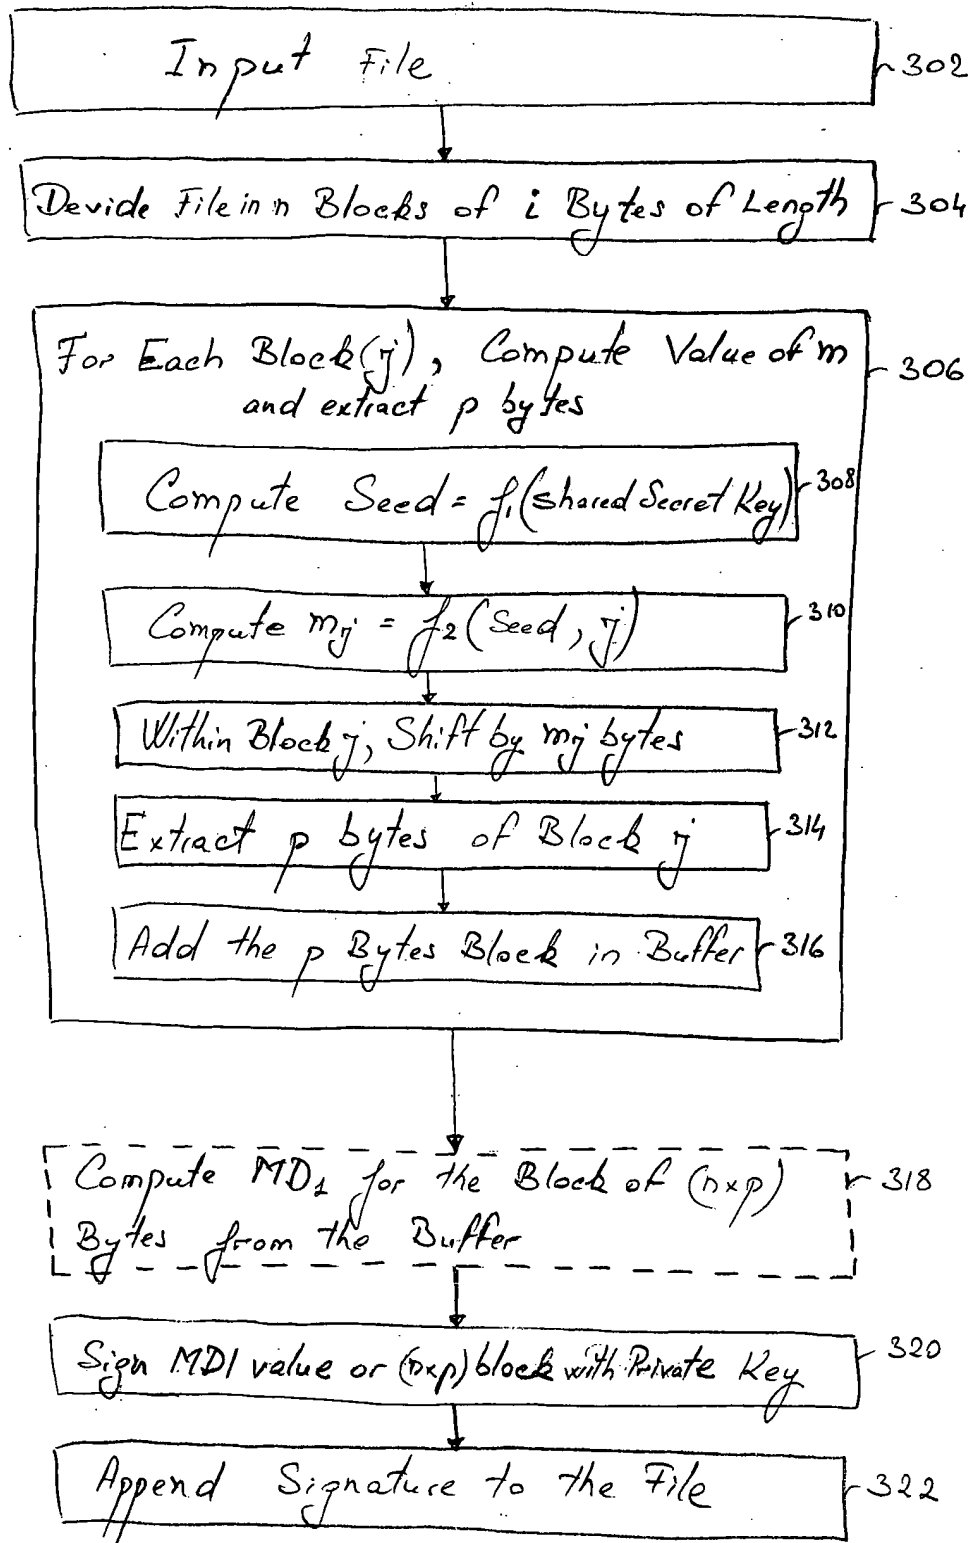 Input File
302
Devide File in n Blocks of i Bytes of Length
304
For Each Block(j), Compute Value of m
306
and extract p bytes
Compute Seed = f1(shared Secret Key)
308
Compute mj = f2(Seed, j)
310
Within Block j, Shift by mj bytes
312
Extract p bytes of Block j
314
Add the p Bytes Block in Buffer
316
Compute MD1 for the Block of (n×p)
318
Bytes from the Buffer
Sign MD1 value or (n×p) block with Private Key
320
Append Signature to the File
322